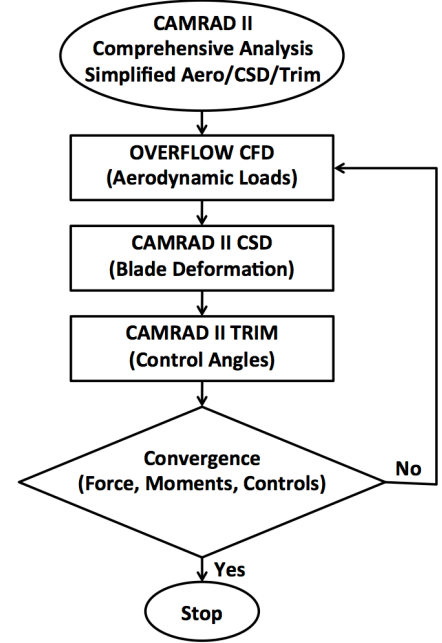 CAMRAD II
Comprehensive Analysis
Simplified Aero/CSD/Trim
OVERFLOW CFD
(Aerodynamic Loads)
CAMRAD II CSD
(Blade Deformation)
CAMRAD II TRIM
(Control Angles)
Convergence
(Force, Moments, Controls)
No
Yes
Stop